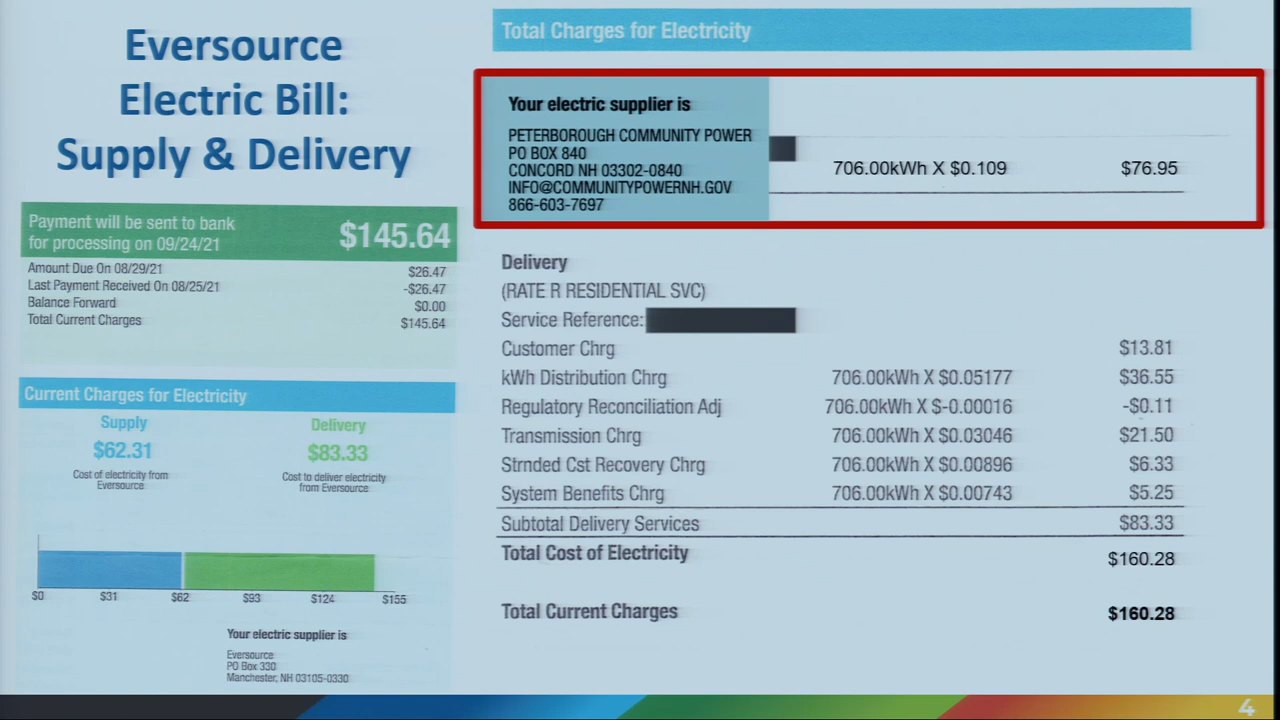 Eversource
Electric Bill:
Supply & Delivery
Payment will be sent to bank
for processing on 09/24/21
$145.64
Amount Due On 08/29/21 $26.47
Last Payment Received On 08/25/21 -$26.47
Balance Forward $0.00
Total Current Charges $145.64
Current Charges for Electricity
Supply
$62.31
Cost of electricity from
Eversource
Delivery
$83.33
Cost to deliver electricity
from Eversource
$0 $31 $62 $93 $124 $155
Your electric supplier is
Eversource
PO Box 330
Manchester, NH 03105-0330
Total Charges for Electricity
Your electric supplier is
PETERBOROUGH COMMUNITY POWER
PO BOX 840
CONCORD NH 03302-0840
INFO@COMMUNITYPOWERNH.GOV
866-603-7697
706.00kWh X $0.109 $76.95
Delivery
(RATE R RESIDENTIAL SVC)
Service Reference:
Customer Chrg $13.81
kWh Distribution Chrg 706.00kWh X $0.05177 $36.55
Regulatory Reconciliation Adj 706.00kWh X $-0.00016 -$0.11
Transmission Chrg 706.00kWh X $0.03046 $21.50
Strnded Cst Recovery Chrg 706.00kWh X $0.00896 $6.33
System Benefits Chrg 706.00kWh X $0.00743 $5.25
Subtotal Delivery Services $83.33
Total Cost of Electricity $160.28
Total Current Charges $160.28
4